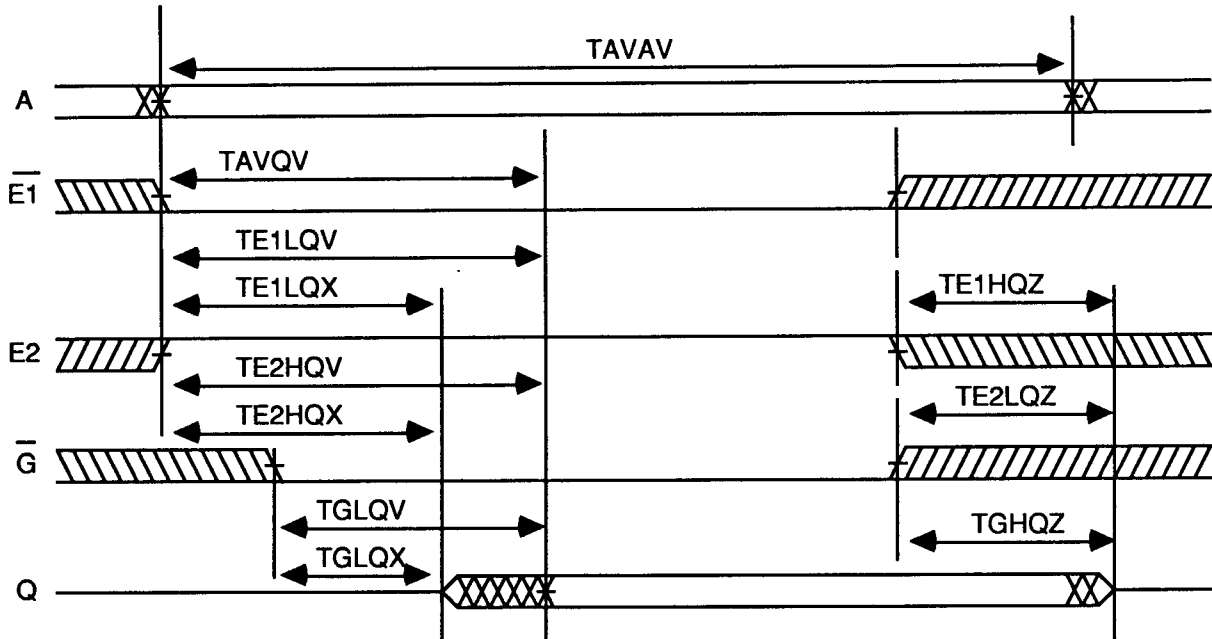 TAVAV
A
TAVQV
E1
TE1LQV
TE1LQX
TE1HQZ
E2
TE2HQV
TE2LQZ
TE2HQX
G
TGLQV
TGHQZ
TGLQX
Q